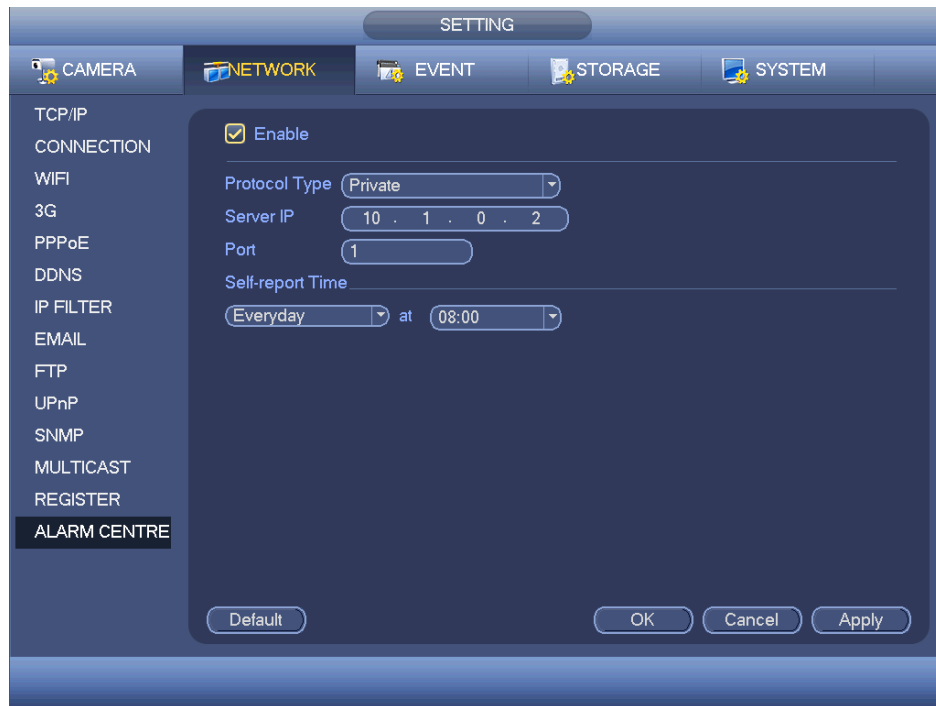 SETTING
CAMERA NETWORK EVENT STORAGE SYSTEM
TCP/IP
CONNECTION
WIFI
3G
PPPoE
DDNS
IP FILTER
EMAIL
FTP
UPnP
SNMP
MULTICAST
REGISTER
ALARM CENTRE
Enable
Protocol Type Private
Server IP 10 . 1 . 0 . 2
Port 1
Self-report Time
Everyday at 08:00
Default OK Cancel Apply